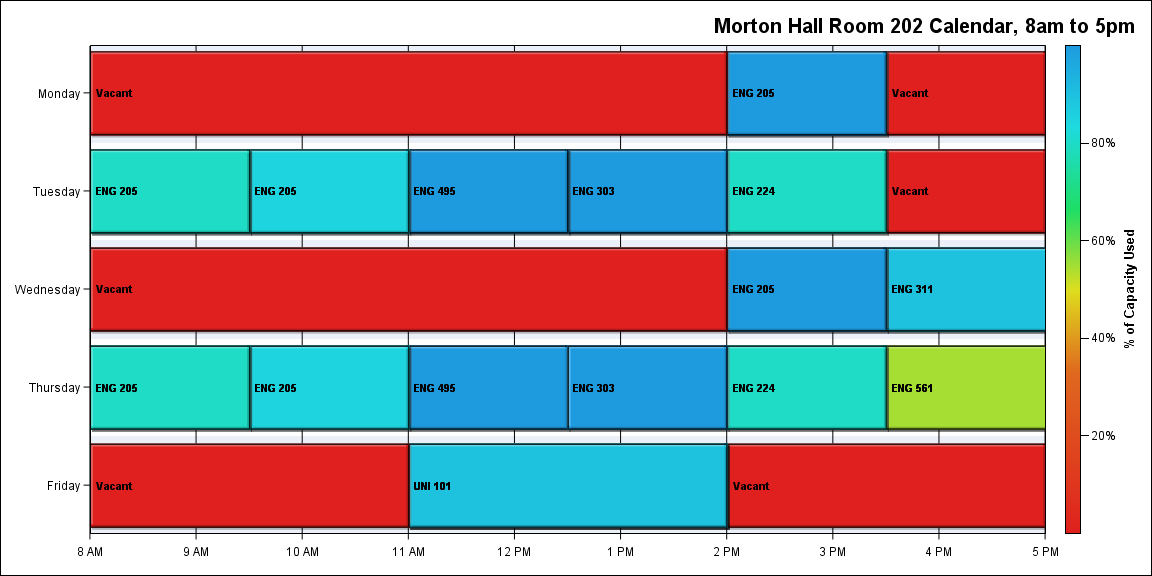 Morton Hall Room 202 Calendar, 8am to 5pm
Monday
Vacant
ENG 205
Vacant
Tuesday
ENG 205
ENG 205
ENG 495
ENG 303
ENG 224
Vacant
Wednesday
Vacant
ENG 205
ENG 311
Thursday
ENG 205
ENG 205
ENG 495
ENG 303
ENG 224
ENG 561
Friday
Vacant
UNI 101
Vacant
8 AM
9 AM
10 AM
11 AM
12 PM
1 PM
2 PM
3 PM
4 PM
5 PM
80%
60%
40%
20%
% of Capacity Used